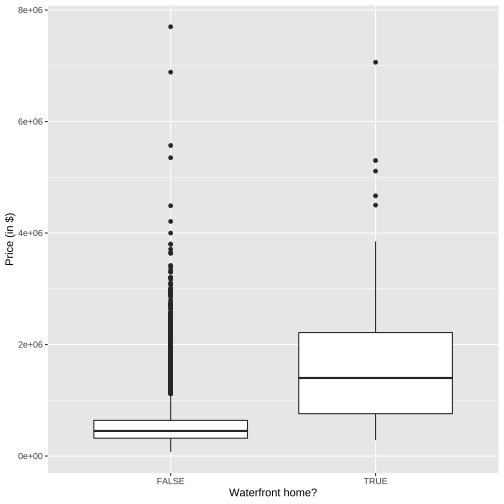 8e+06
6e+06
4e+06
2e+06
0e+00
Price (in $)
FALSE
TRUE
Waterfront home?